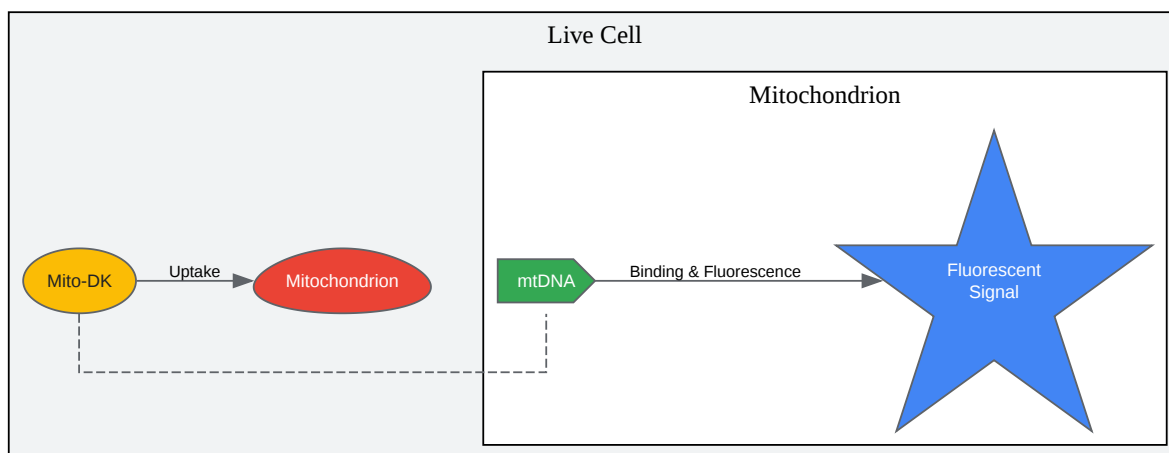 Live Cell
Mitochondrion
Mito-DK
Uptake
Mitochondrion
mtDNA
Binding & Fluorescence
Fluorescent
Signal